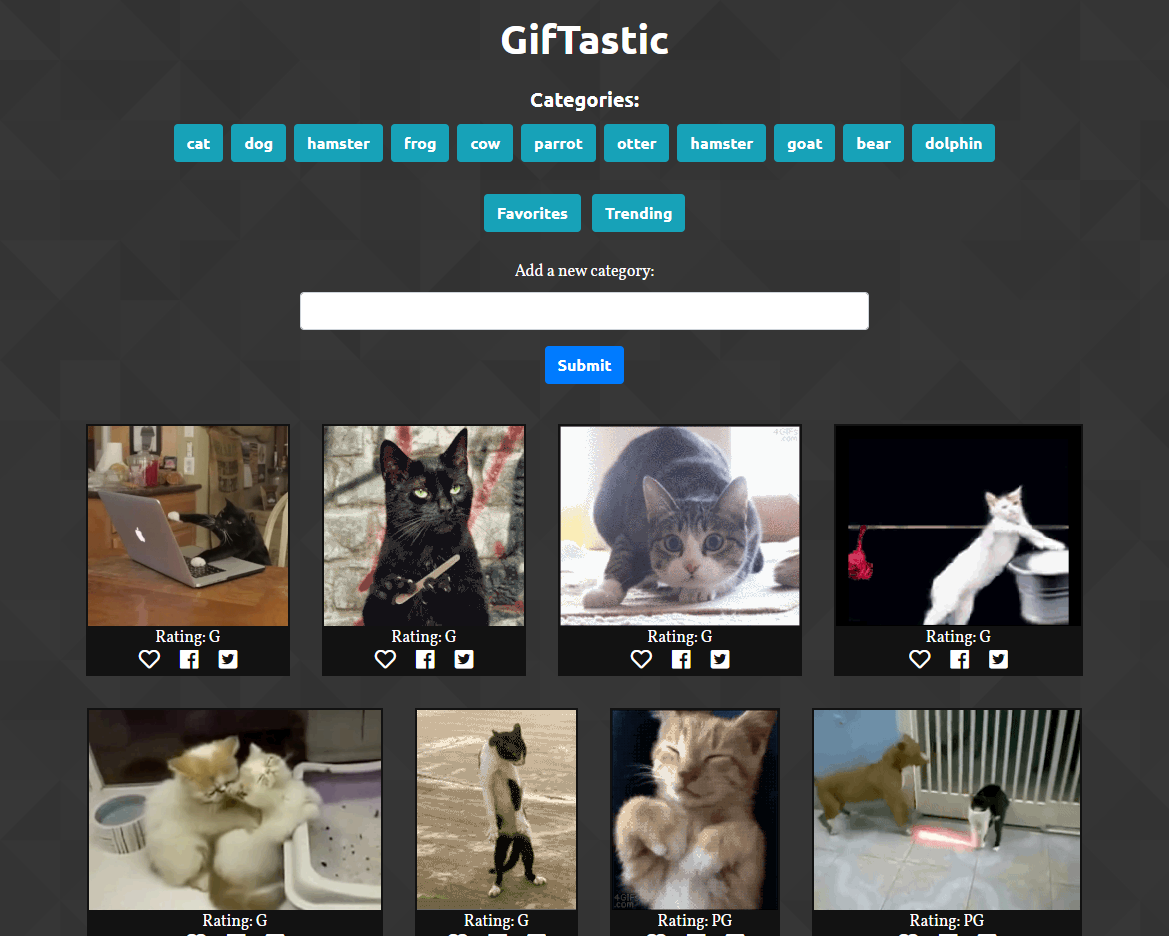 GifTastic
Categories:
cat dog hamster frog cow parrot otter hamster goat bear dolphin
Favorites Trending
Add a new category:
Submit
4GIFs
.com
Rating: G Rating: G Rating: G Rating: G
4GIFs
.com
Rating: G Rating: G Rating: PG Rating: PG